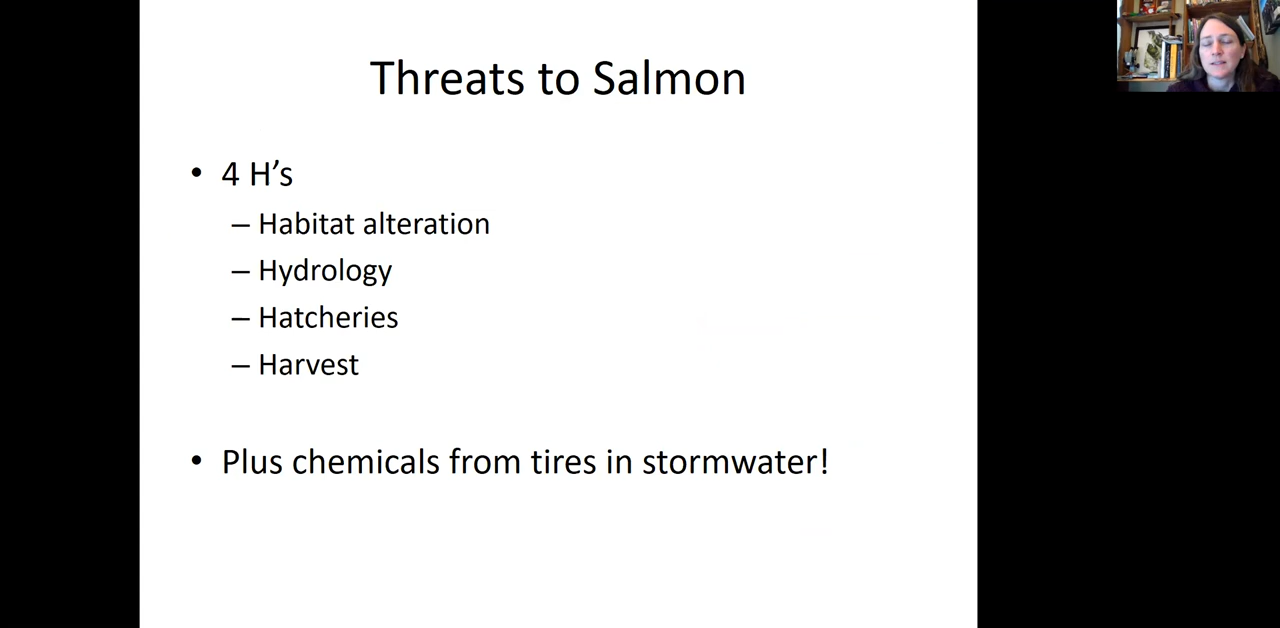 Threats to Salmon
• 4 H’s
– Habitat alteration
– Hydrology
– Hatcheries
– Harvest
• Plus chemicals from tires in stormwater!